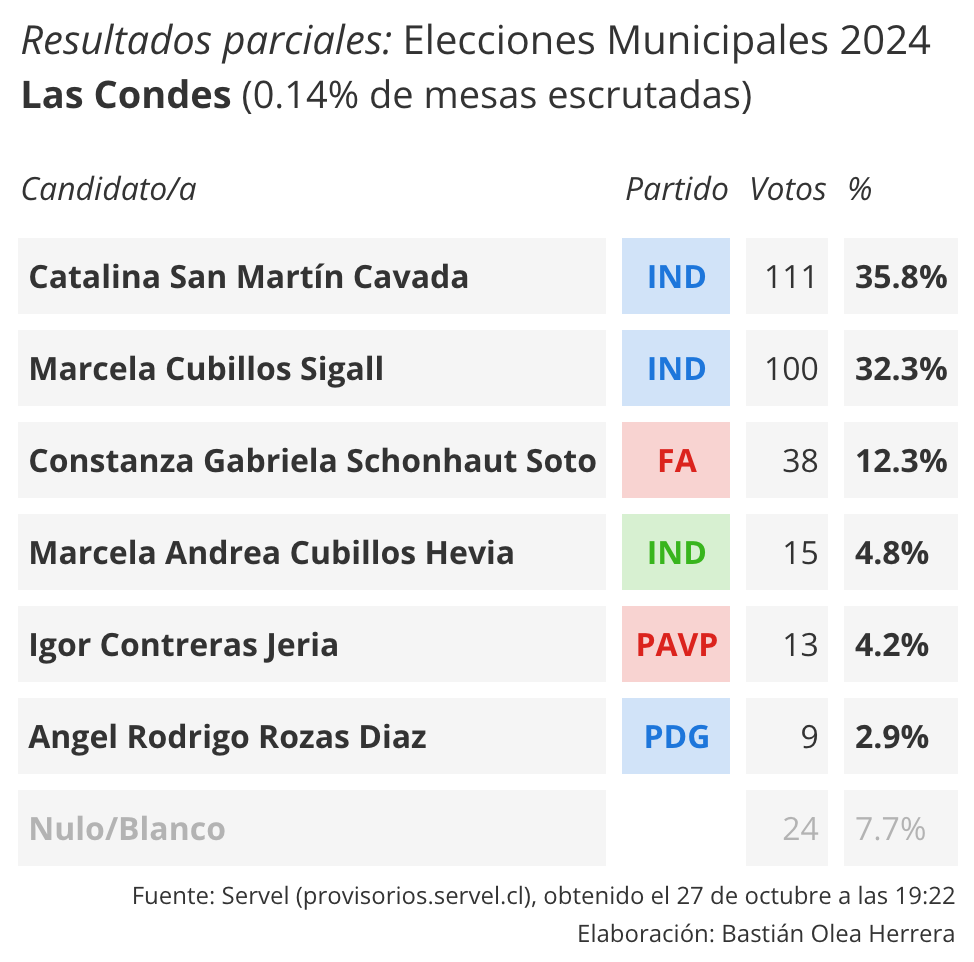 Resultados parciales: Elecciones Municipales 2024
Las Condes (0.14% de mesas escrutadas)
Candidato/a Partido Votos %
Catalina San Martín Cavada IND 111 35.8%
Marcela Cubillos Sigall IND 100 32.3%
Constanza Gabriela Schonhaut Soto FA 38 12.3%
Marcela Andrea Cubillos Hevia IND 15 4.8%
Igor Contreras Jeria PAVP 13 4.2%
Angel Rodrigo Rozas Diaz PDG 9 2.9%
Nulo/Blanco 24 7.7%
Fuente: Servel (provisorios.servel.cl), obtenido el 27 de octubre a las 19:22
Elaboración: Bastián Olea Herrera